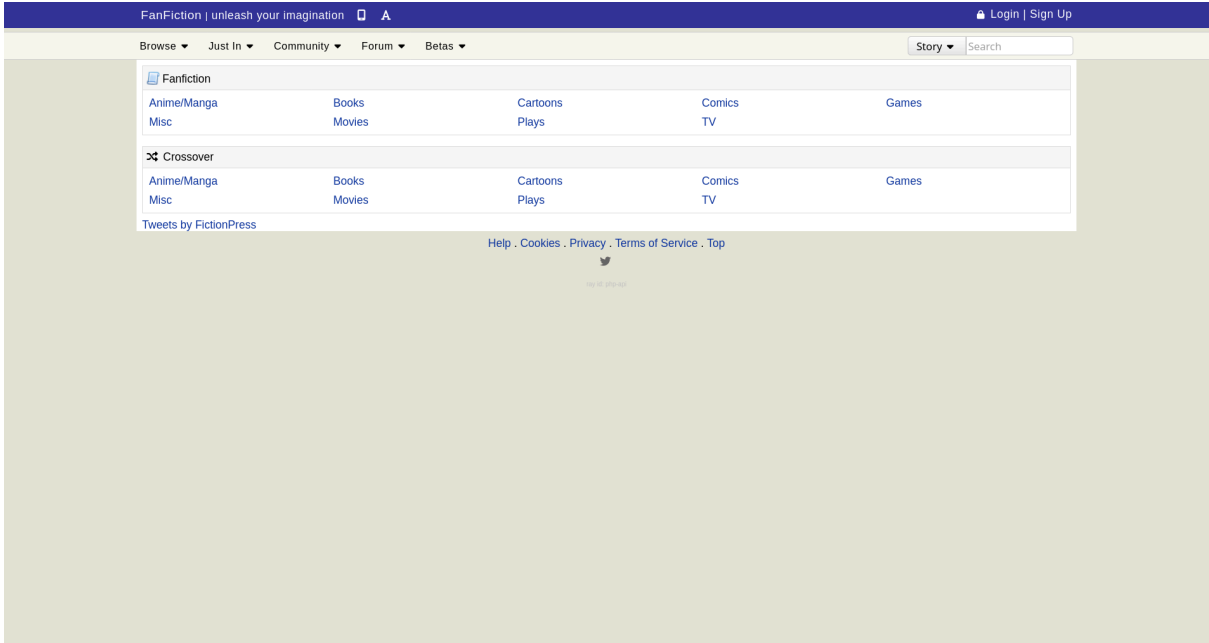 FanFiction | unleash your imagination A Login | Sign Up
Browse Just In Community Forum Betas Story Search
Fanfiction
Anime/Manga Books Cartoons Comics Games
Misc Movies Plays TV
Crossover
Anime/Manga Books Cartoons Comics Games
Misc Movies Plays TV
Tweets by FictionPress
Help . Cookies . Privacy . Terms of Service . Top